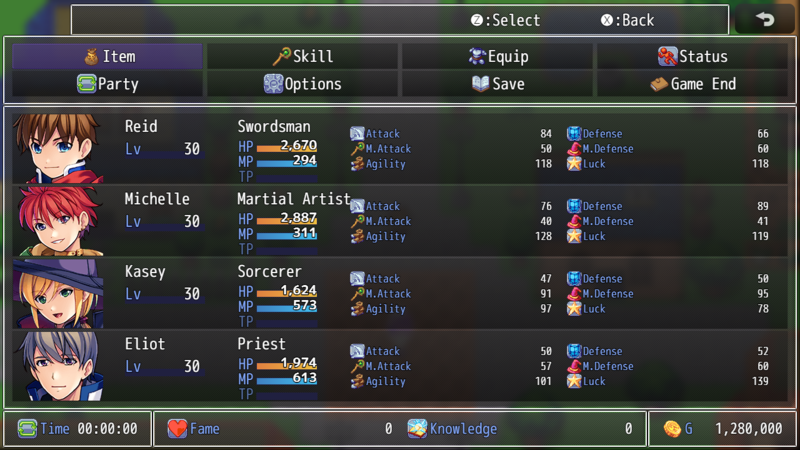 Z:Select X:Back
Item Skill Equip Status
Party Options Save Game End
Reid Swordsman
Lv 30 HP 2,670 Attack 84 Defense 66
MP 294 M.Attack 50 M.Defense 60
TP Agility 118 Luck 118
Michelle Martial Artist
Lv 30 HP 2,887 Attack 76 Defense 89
MP 311 M.Attack 40 M.Defense 41
TP Agility 128 Luck 119
Kasey Sorcerer
Lv 30 HP 1,624 Attack 47 Defense 50
MP 573 M.Attack 91 M.Defense 95
TP Agility 97 Luck 78
Eliot Priest
Lv 30 HP 1,974 Attack 50 Defense 52
MP 613 M.Attack 57 M.Defense 60
TP Agility 101 Luck 139
Time 00:00:00 Fame 0 Knowledge 0 G 1,280,000